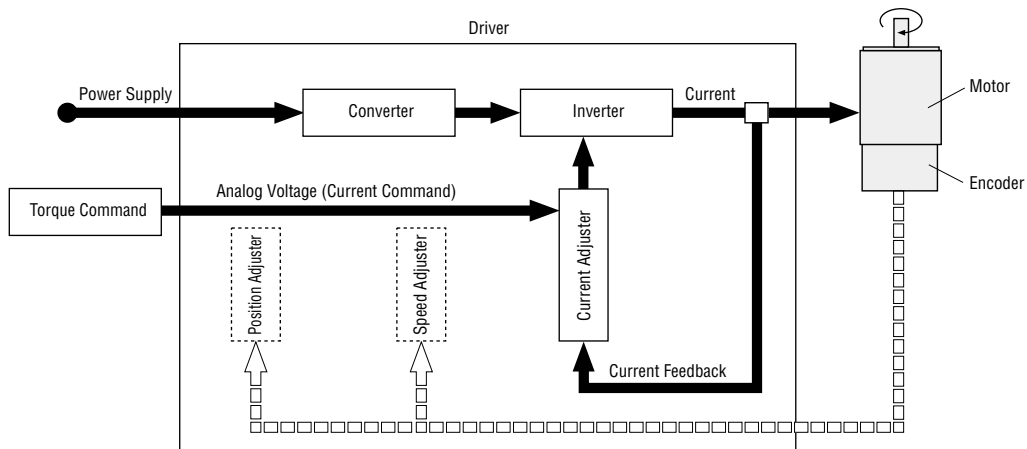 Driver
Power Supply
Converter
Inverter
Current
Motor
Encoder
Torque Command
Analog Voltage (Current Command)
Position Adjuster
Speed Adjuster
Current Adjuster
Current Feedback